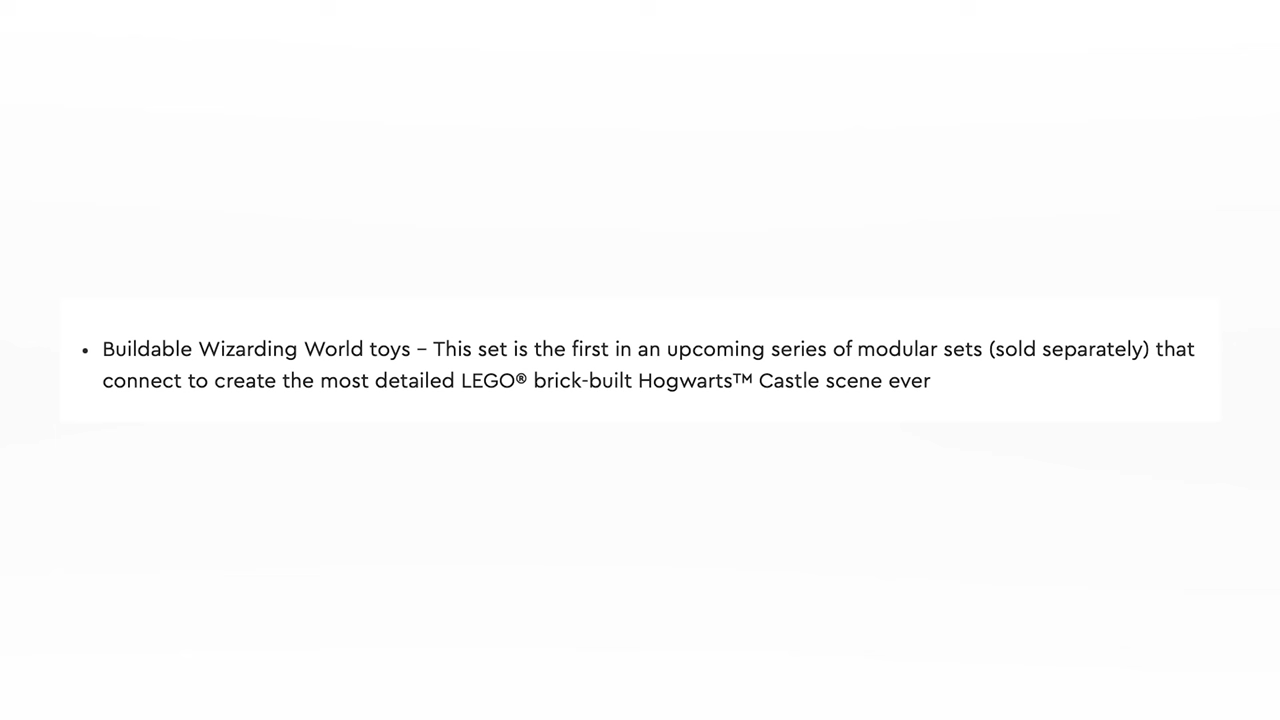 • Buildable Wizarding World toys – This set is the first in an upcoming series of modular sets (sold separately) that
connect to create the most detailed LEGO® brick-built Hogwarts™ Castle scene ever